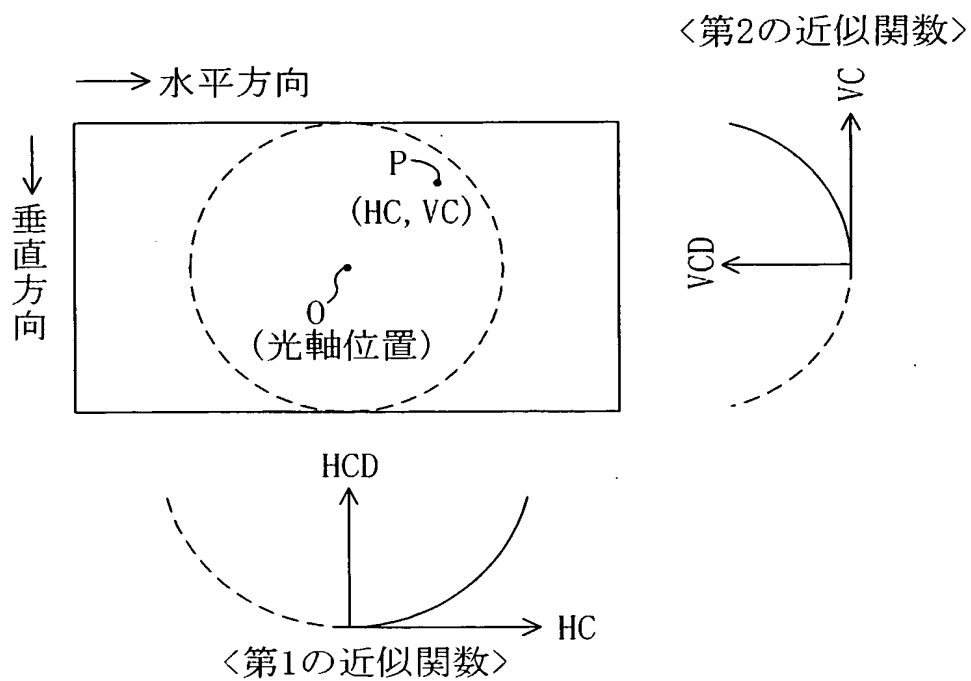 <第2の近似関数>
水平方向
VC
垂直方向
P
(HC, VC)
VCD
O
(光軸位置)
HCD
HC
<第1の近似関数>